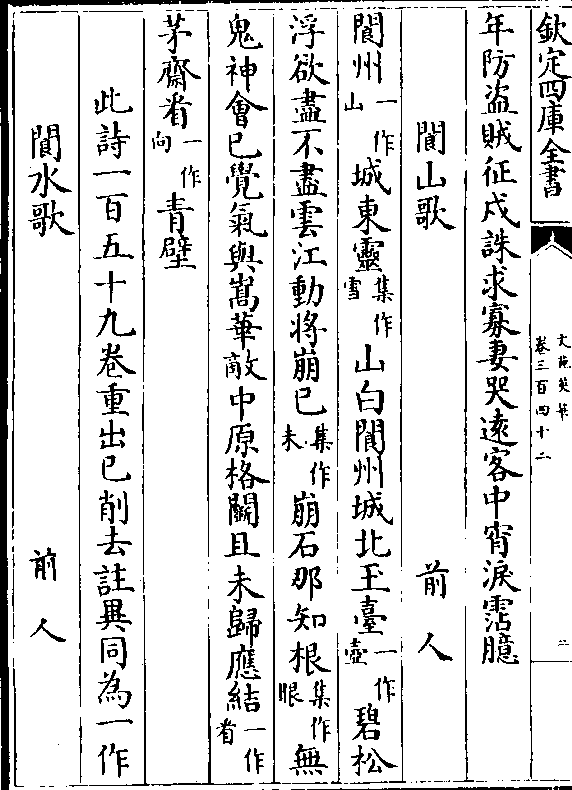 欽定四庫全書
文苑英華
卷三百四十二
二
年防盜賊征戍誅求寡妻哭遠客中宵淚霑臆
閬山歌 前人
閬州一作山城東靈集作雪山白閬州城北玉臺一作壺碧松
浮欲盡不盡雲江動將崩已集作未崩石那知根集作眼無
鬼神會已覺氣與嵩華敵中原格鬬且未歸應結一作看
茅齋看一作向青壁
此詩一百五十九卷重出已削去註異同為一作
閬水歌 前人